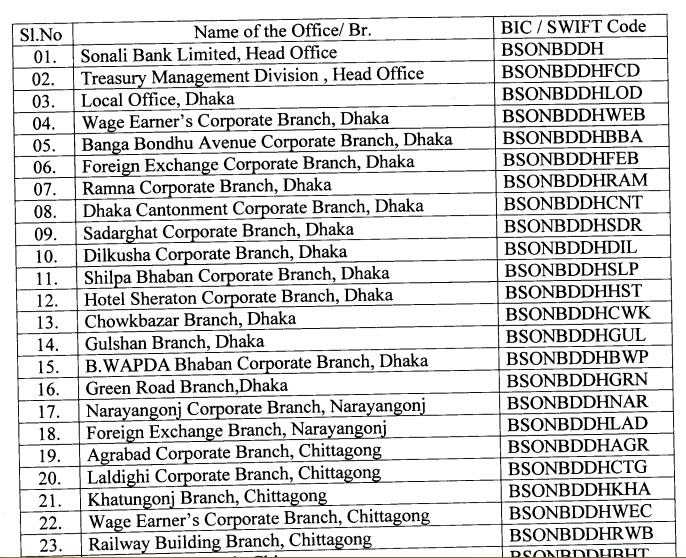 Sl.No Name of the Office/ Br. BIC / SWIFT Code
01. Sonali Bank Limited, Head Office BSONBDDH
02. Treasury Management Division , Head Office BSONBDDHFCD
03. Local Office, Dhaka BSONBDDHLOD
04. Wage Earner's Corporate Branch, Dhaka BSONBDDHWEB
05. Banga Bondhu Avenue Corporate Branch, Dhaka BSONBDDHBBA
06. Foreign Exchange Corporate Branch, Dhaka BSONBDDHFEB
07. Ramna Corporate Branch, Dhaka BSONBDDHRAM
08. Dhaka Cantonment Corporate Branch, Dhaka BSONBDDHCNT
09. Sadarghat Corporate Branch, Dhaka BSONBDDHSDR
10. Dilkusha Corporate Branch, Dhaka BSONBDDHDIL
11. Shilpa Bhaban Corporate Branch, Dhaka BSONBDDHSLP
12. Hotel Sheraton Corporate Branch, Dhaka BSONBDDHHST
13. Chowkbazar Branch, Dhaka BSONBDDHCWK
14. Gulshan Branch, Dhaka BSONBDDHGUL
15. B.WAPDA Bhaban Corporate Branch, Dhaka BSONBDDHBWP
16. Green Road Branch,Dhaka BSONBDDHGRN
17. Narayangonj Corporate Branch, Narayangonj BSONBDDHNAR
18. Foreign Exchange Branch, Narayangonj BSONBDDHLAD
19. Agrabad Corporate Branch, Chittagong BSONBDDHAGR
20. Laldighi Corporate Branch, Chittagong BSONBDDHCTG
21. Khatungonj Branch, Chittagong BSONBDDHKHA
22. Wage Earner's Corporate Branch, Chittagong BSONBDDHWEC
23. Railway Building Branch, Chittagong BSONBDDHRWB
BSONBDDHBHT